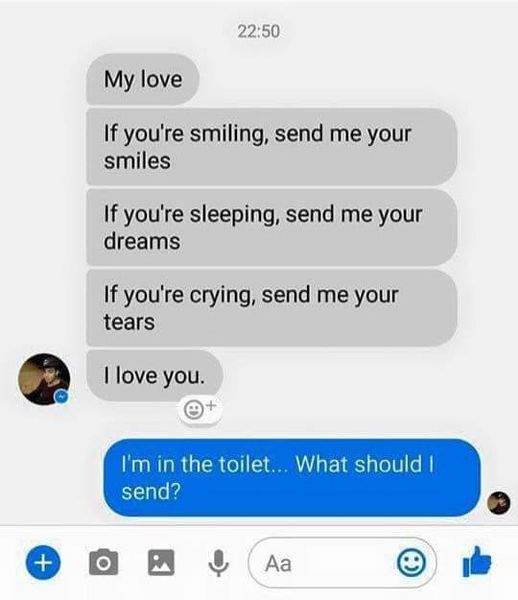 22:50
My love
If you're smiling, send me your
smiles
If you're sleeping, send me your
dreams
If you're crying, send me your
tears
I love you.
I'm in the toilet... What should I
send?
Aa